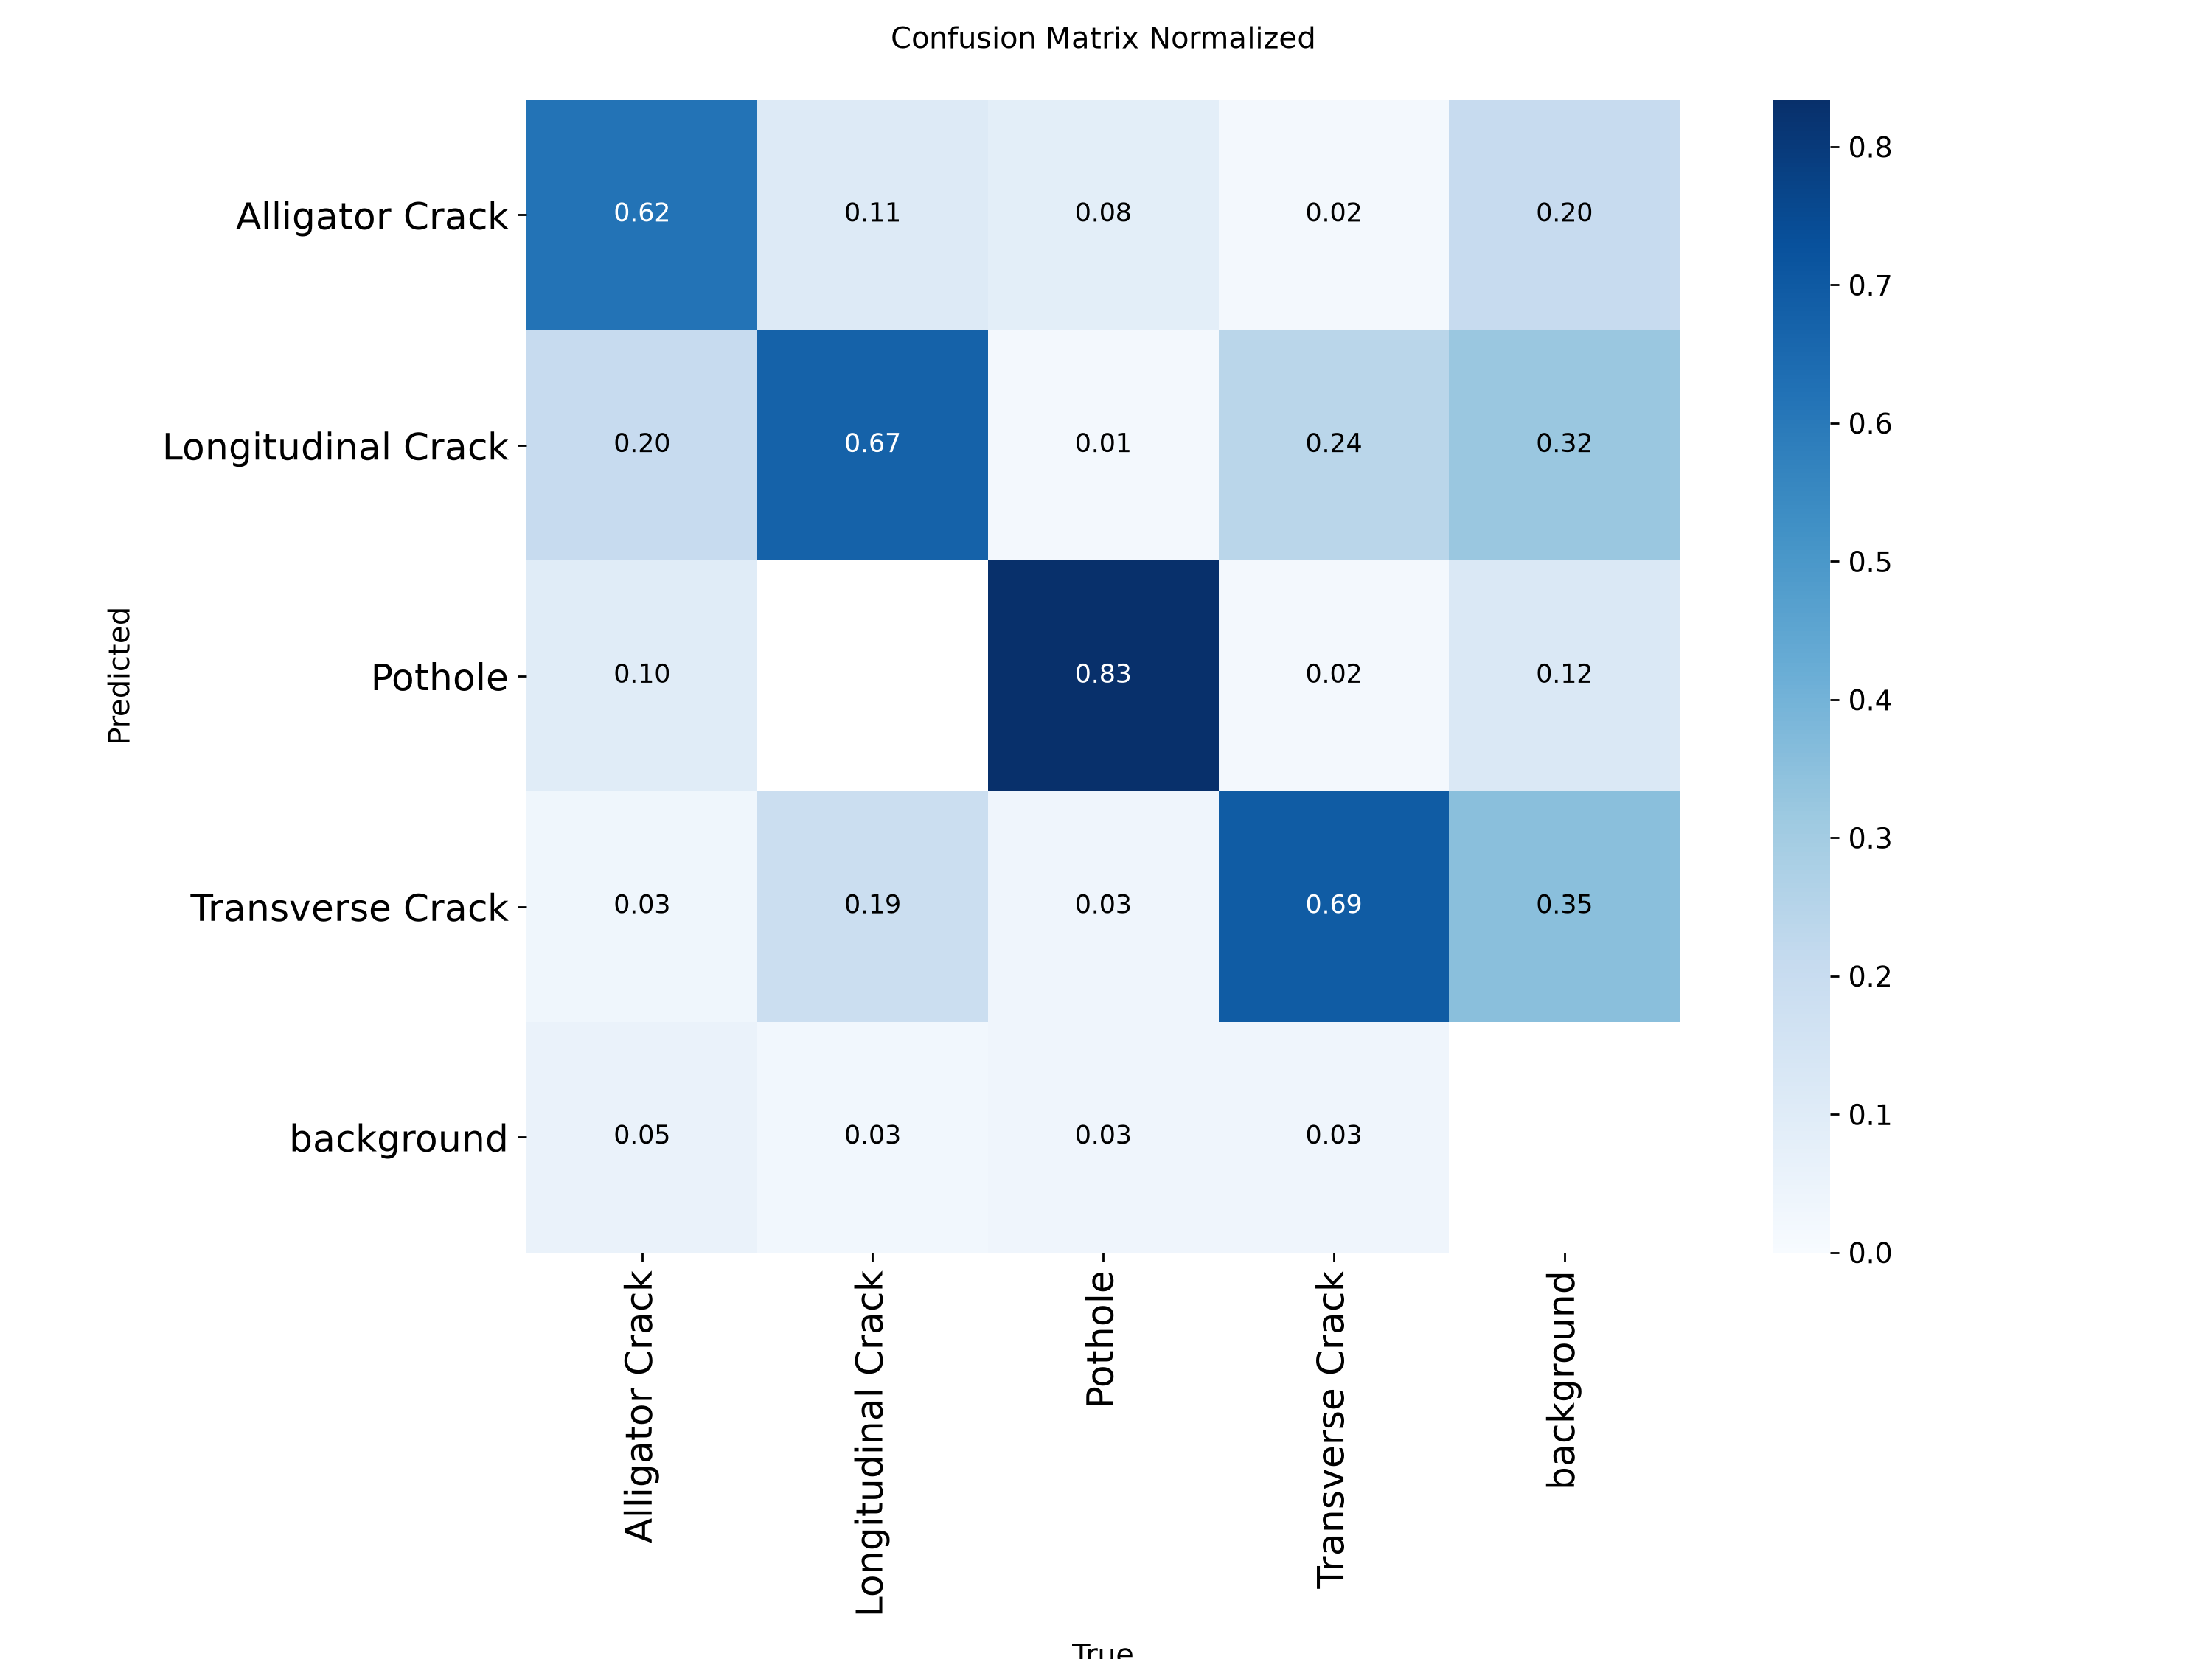 Confusion Matrix Normalized
Alligator Crack 0.62 0.11 0.08 0.02 0.20
Longitudinal Crack 0.20 0.67 0.01 0.24 0.32
Pothole 0.10 0.83 0.02 0.12
Transverse Crack 0.03 0.19 0.03 0.69 0.35
background 0.05 0.03 0.03 0.03
Predicted
Alligator Crack
Longitudinal Crack
Pothole
Transverse Crack
background
True
0.8
0.7
0.6
0.5
0.4
0.3
0.2
0.1
0.0